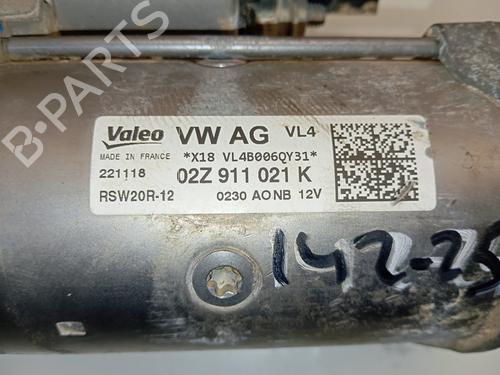 Valeo VW AG VL4
*X18 VL4B006QY31*
MADE IN FRANCE
221118 02Z 911 021 K
RSW20R-12 0230 AONB 12V
142-25
B-PARTS